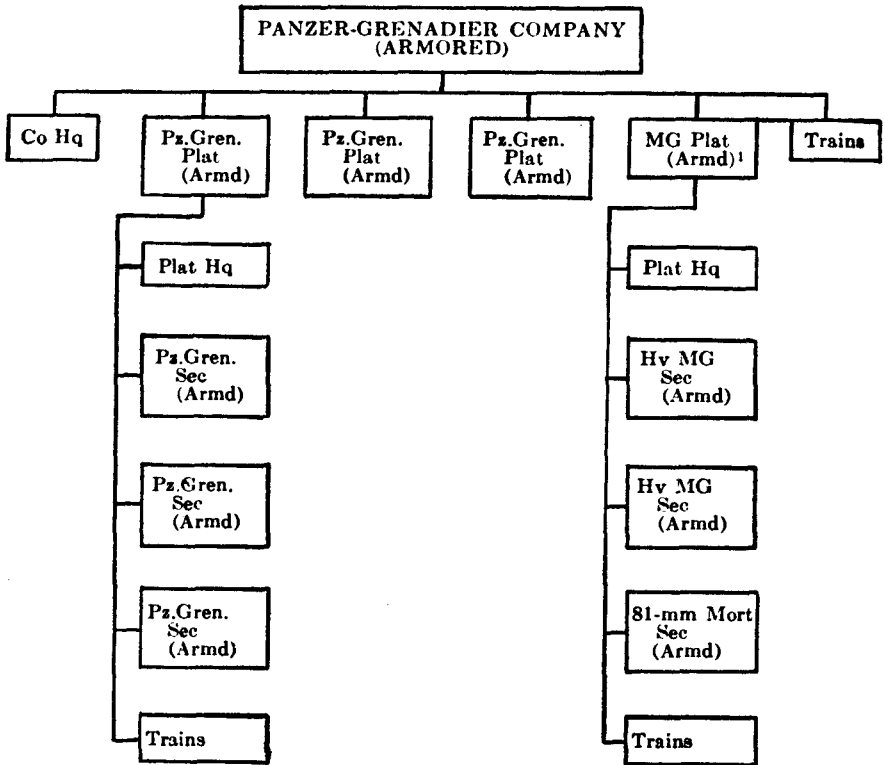 PANZER-GRENADIER COMPANY
(ARMORED)
Co Hq
Pz.Gren.
Plat
(Armd)
Pz.Gren.
Plat
(Armd)
Pz.Gren.
Plat
(Armd)
MG Plat
(Armd)¹
Trains
Plat Hq
Pz.Gren.
Sec
(Armd)
Pz.Gren.
Sec
(Armd)
Pz.Gren.
Sec
(Armd)
Trains
Plat Hq
Hv MG
Sec
(Armd)
Hv MG
Sec
(Armd)
81-mm Mort
Sec
(Armd)
Trains